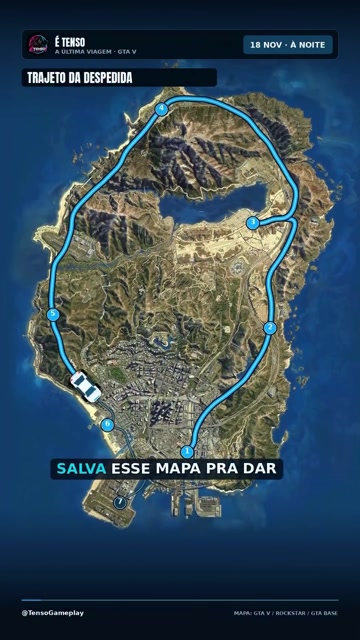 TENSO
É TENSO
A ÚLTIMA VIAGEM · GTA V
18 NOV · À NOITE
TRAJETO DA DESPEDIDA
4
3
2
5
6
1
SALVA ESSE MAPA PRA DAR
7
@TensoGameplay
MAPA: GTA V / ROCKSTAR / GTA BASE